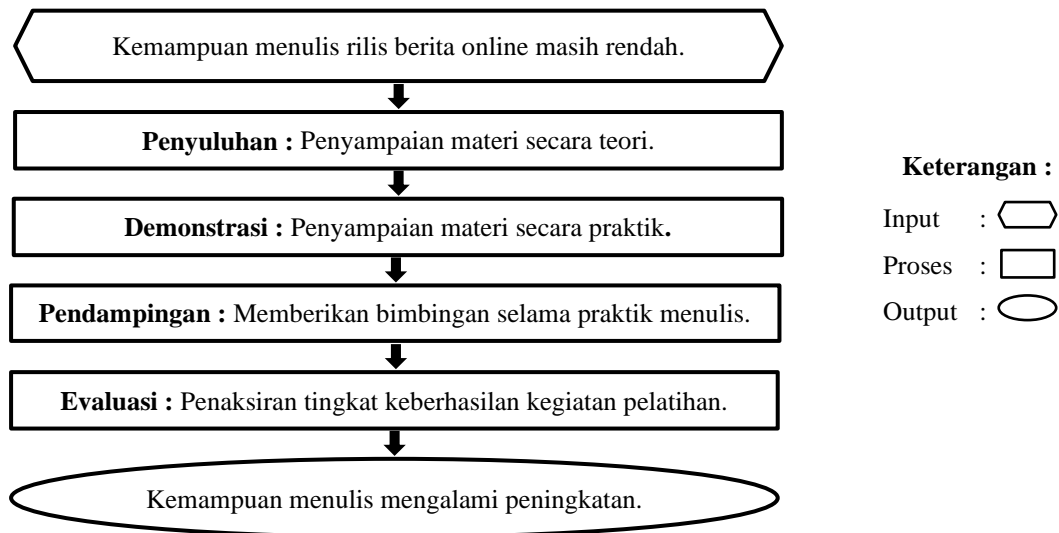 Kemampuan menulis rilis berita online masih rendah.
Penyuluhan : Penyampaian materi secara teori.
Demonstrasi : Penyampaian materi secara praktik.
Pendampingan : Memberikan bimbingan selama praktik menulis.
Evaluasi : Penaksiran tingkat keberhasilan kegiatan pelatihan.
Kemampuan menulis mengalami peningkatan.
Keterangan :
Input :
Proses :
Output :